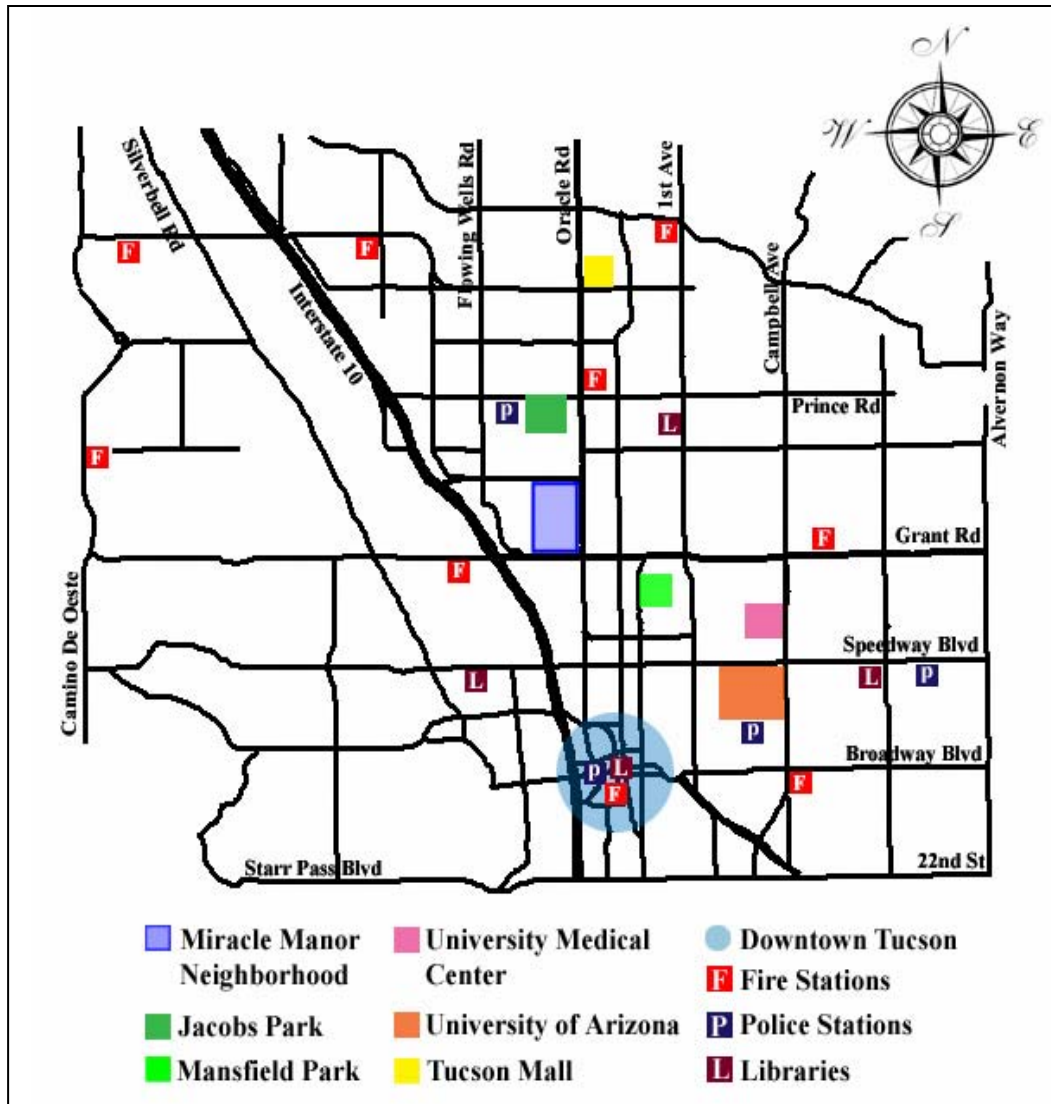 N
W
E
S
Silverbell Rd
Interstate 10
Flowing Wells Rd
Oracle Rd
1st Ave
Campbell Ave
Alvernon Way
F
F
F
F
P
L
Prince Rd
F
Grant Rd
F
F
Camino De Oeste
Speedway Blvd
L
L
P
P
Broadway Blvd
P
L
F
F
Starr Pass Blvd
22nd St
Miracle Manor
Neighborhood
Jacobs Park
Mansfield Park
University Medical
Center
University of Arizona
Tucson Mall
Downtown Tucson
F Fire Stations
P Police Stations
L Libraries